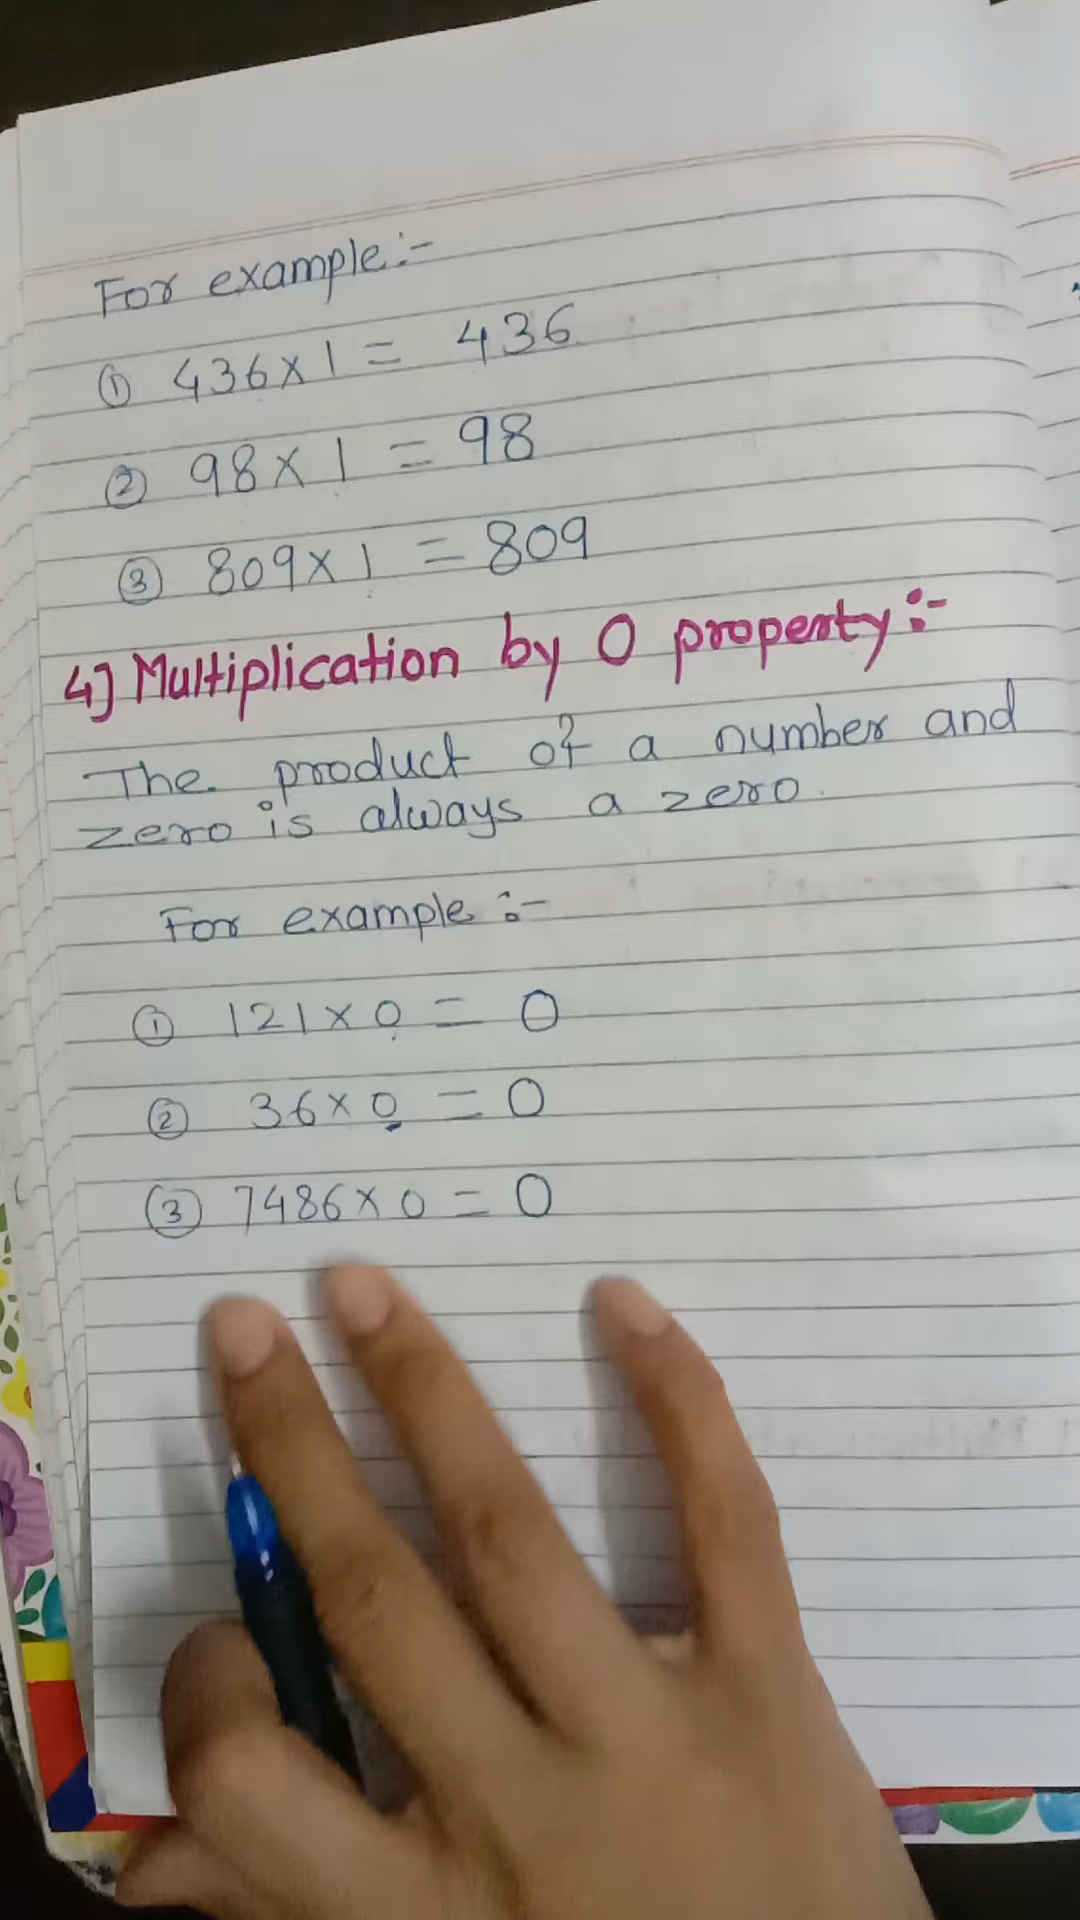 For example:-
① 436 × 1 = 436
② 98 × 1 = 98
③ 809 × 1 = 809
4] Multiplication by 0 property:-
The product of a number and
zero is always a zero.
For example:-
① 121 × 0 = 0
② 36 × 0 = 0
③ 7486 × 0 = 0